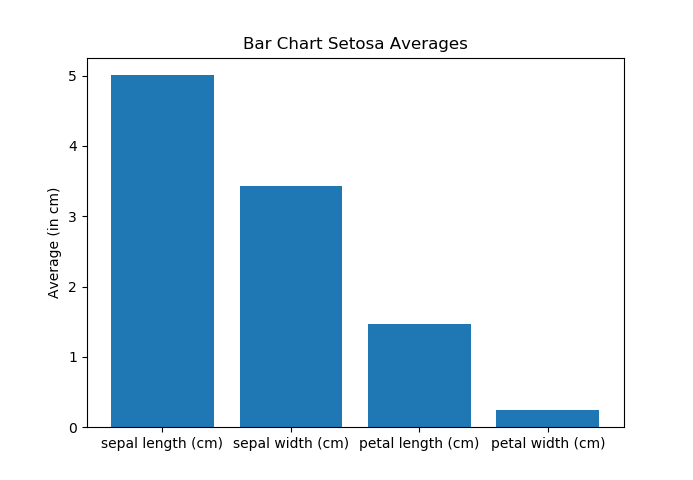 Bar Chart Setosa Averages
Average (in cm)
5
4
3
2
1
0
sepal length (cm) sepal width (cm) petal length (cm) petal width (cm)